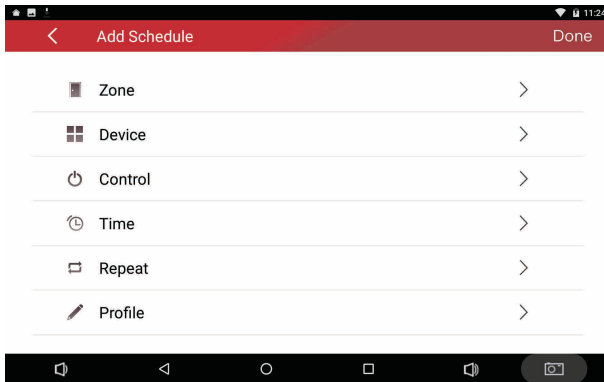 11:24
Add Schedule Done
Zone
Device
Control
Time
Repeat
Profile